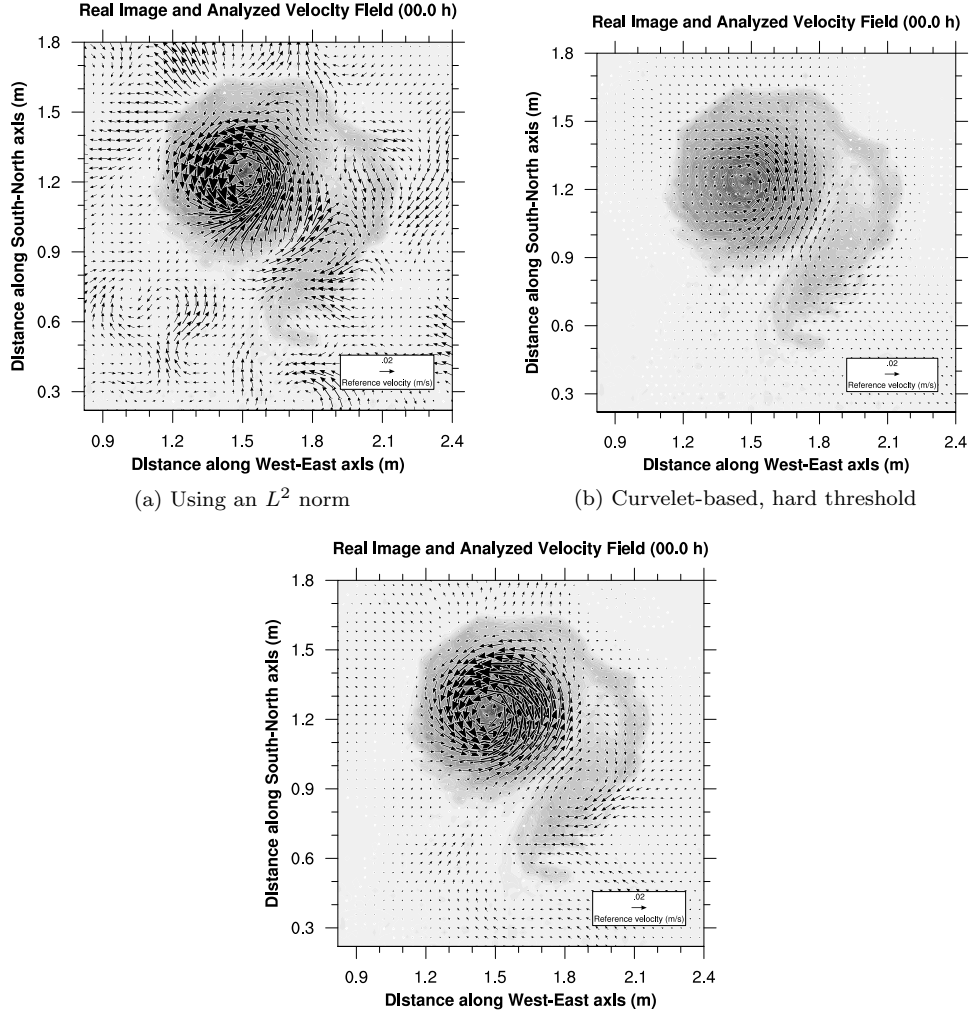 Real Image and Analyzed Velocity Field (00.0 h)
Distance along South-North axis (m)
1.8
1.5
1.2
0.9
0.6
0.3
.02
Reference velocity (m/s)
0.9 1.2 1.5 1.8 2.1 2.4
Distance along West-East axis (m)
(a) Using an L² norm
Real Image and Analyzed Velocity Field (00.0 h)
Distance along South-North axis (m)
1.8
1.5
1.2
0.9
0.6
0.3
.02
Reference velocity (m/s)
0.9 1.2 1.5 1.8 2.1 2.4
Distance along West-East axis (m)
(b) Curvelet-based, hard threshold
Real Image and Analyzed Velocity Field (00.0 h)
Distance along South-North axis (m)
1.8
1.5
1.2
0.9
0.6
0.3
.02
Reference velocity (m/s)
0.9 1.2 1.5 1.8 2.1 2.4
Distance along West-East axis (m)